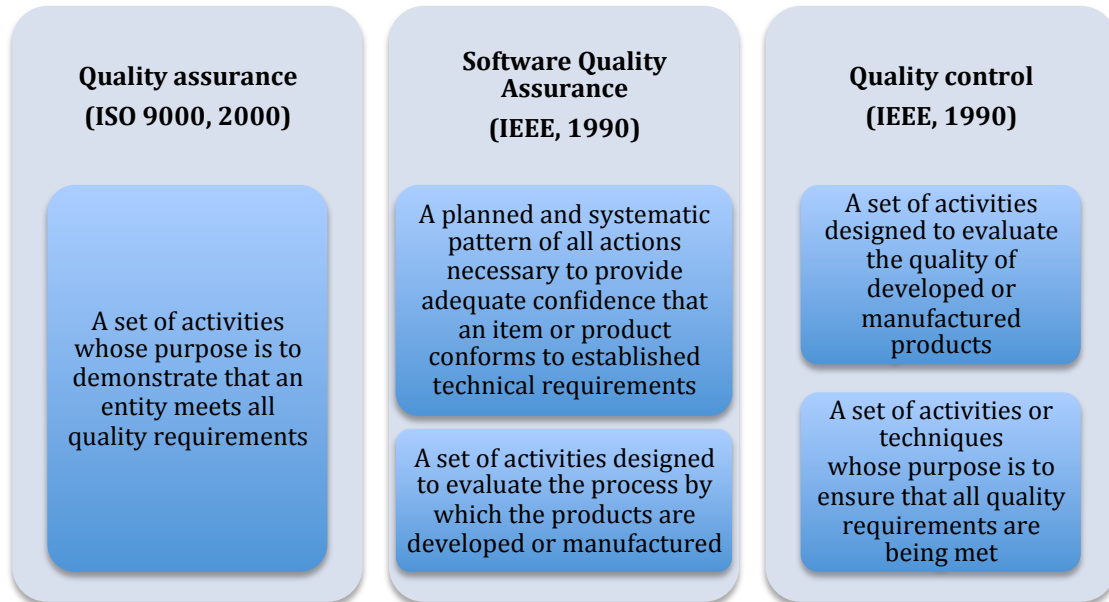 Quality assurance
(ISO 9000, 2000)
A set of activities
whose purpose is to
demonstrate that an
entity meets all
quality requirements
Software Quality
Assurance
(IEEE, 1990)
A planned and systematic
pattern of all actions
necessary to provide
adequate confidence that
an item or product
conforms to established
technical requirements
A set of activities designed
to evaluate the process by
which the products are
developed or manufactured
Quality control
(IEEE, 1990)
A set of activities
designed to evaluate
the quality of
developed or
manufactured
products
A set of activities or
techniques
whose purpose is to
ensure that all quality
requirements are
being met